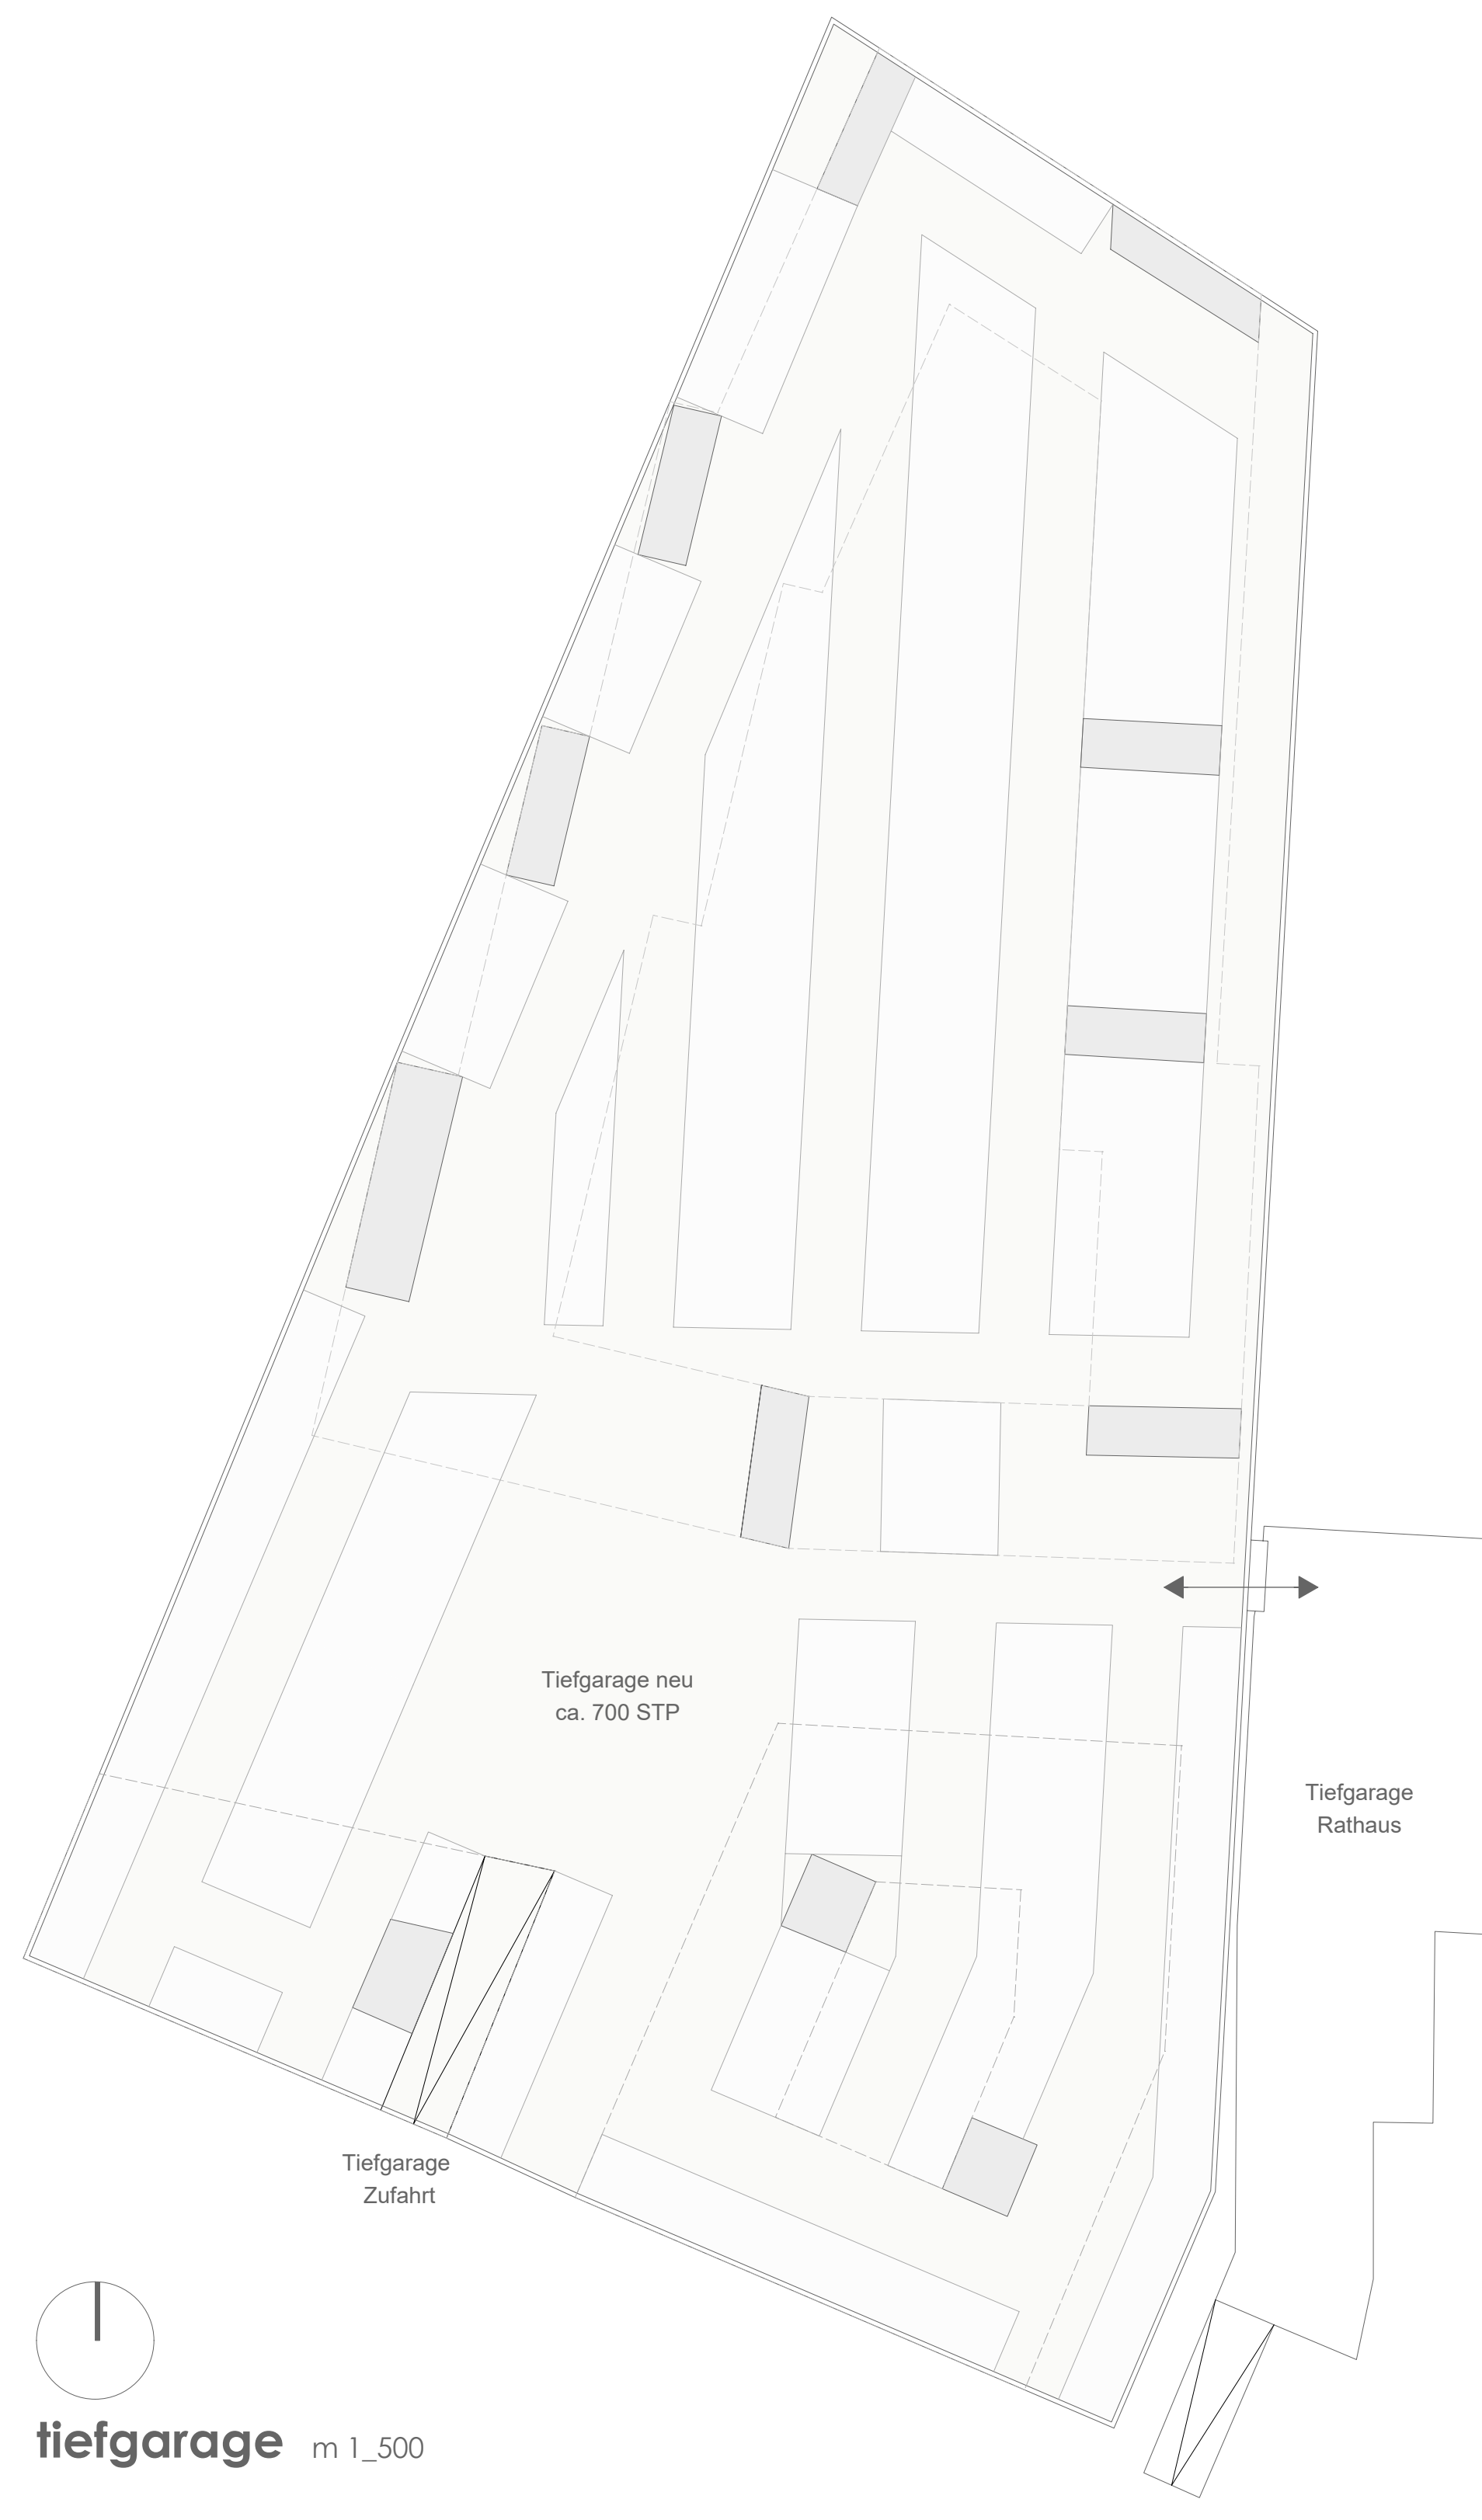 Tiefgarage neu
ca. 700 STP
Tiefgarage
Rathaus
Tiefgarage
Zufahrt
tiefgarage m 1_500